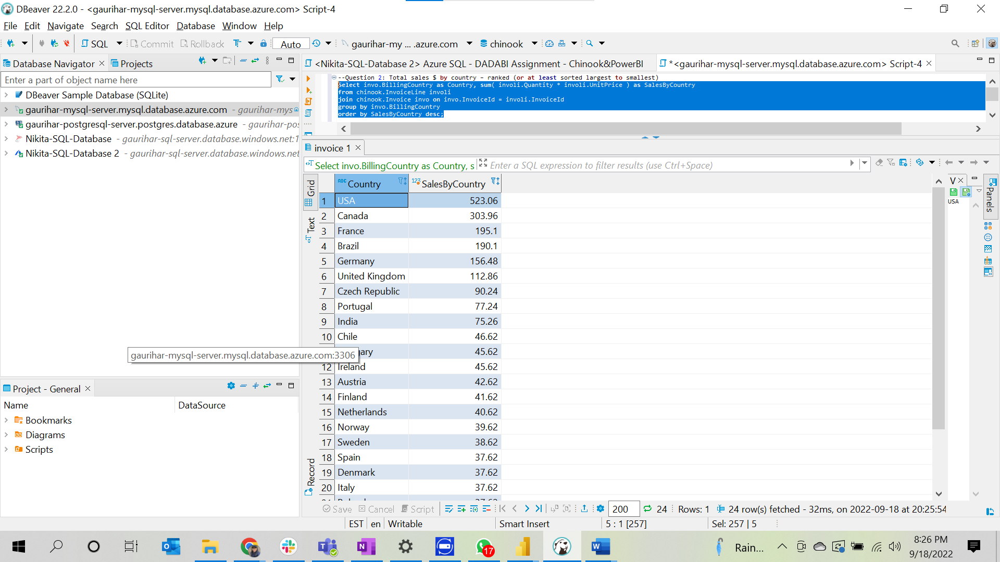 DBeaver 22.2.0 - <gaurihar-mysql-server.mysql.database.azure.com> Script-4
File Edit Navigate Search SQL Editor Database Window Help
SQL Commit Rollback Auto gaurihar-my ... .azure.com chinook
Database Navigator Projects
Enter a part of object name here
DBeaver Sample Database (SQLite)
gaurihar-mysql-server.mysql.database.azure.com - gaurihar-mys
gaurihar-postgresql-server.postgres.database.azure - gaurihar-pos
Nikita-SQL-Database - gaurihar-sql-server.database.windows.net:1
Nikita-SQL-Database 2 - gaurihar-sql-server.database.windows.net
gaurihar-mysql-server.mysql.database.azure.com:3306
Project - General
Name DataSource
Bookmarks
Diagrams
Scripts
<Nikita-SQL-Database 2> Azure SQL - DADABI Assignment - Chinook&PowerBI
*<gaurihar-mysql-server.mysql.database.azure.com> Script-4
--Question 2: Total sales $ by country – ranked (or at least sorted largest to smallest)
Select invo.BillingCountry as Country, sum( involi.Quantity * involi.UnitPrice ) as SalesByCountry
from chinook.InvoiceLine involi
join chinook.Invoice invo on invo.InvoiceId = involi.InvoiceId
group by invo.BillingCountry
order by SalesByCountry desc;
invoice 1
Select invo.BillingCountry as Country, s
Enter a SQL expression to filter results (use Ctrl+Space)
Grid
Text
Record
ABC Country 123 SalesByCountry
1 USA 523.06
2 Canada 303.96
3 France 195.1
4 Brazil 190.1
5 Germany 156.48
6 United Kingdom 112.86
7 Czech Republic 90.24
8 Portugal 77.24
9 India 75.26
10 Chile 46.62
gary 45.62
12 Ireland 45.62
13 Austria 42.62
14 Finland 41.62
15 Netherlands 40.62
16 Norway 39.62
17 Sweden 38.62
18 Spain 37.62
19 Denmark 37.62
20 Italy 37.62
V
USA
Panels
Save Cancel Script 200 24 Rows: 1 24 row(s) fetched - 32ms, on 2022-09-18 at 20:25:54
EST en Writable Smart Insert 5 : 1 [257] Sel: 257 | 5
17
Rain...
8:26 PM
9/18/2022